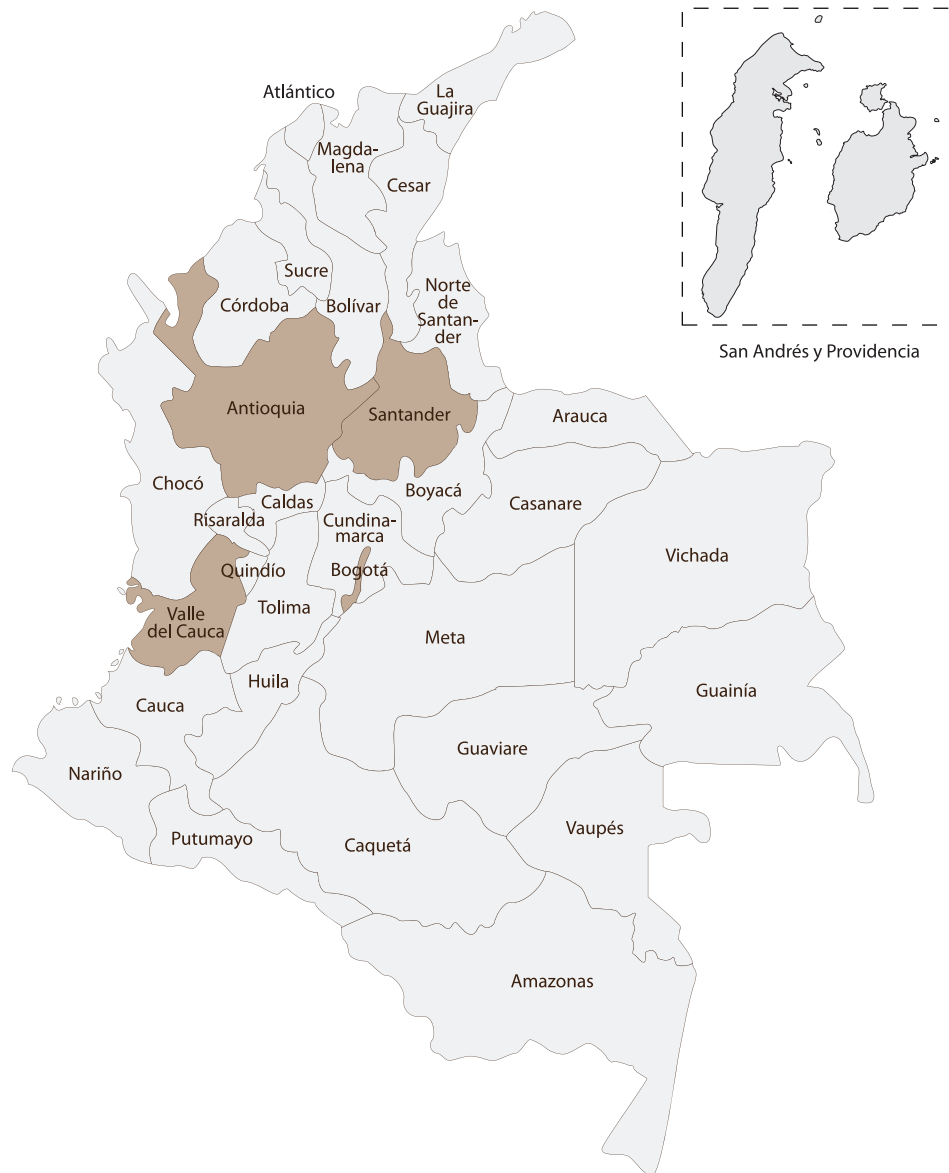 Atlántico
La
Guajira
Magda-
lena
Cesar
San Andrés y Providencia
Sucre
Córdoba
Bolívar
Norte
de
Santan-
der
Antioquia
Santander
Arauca
Chocó
Caldas
Boyacá
Casanare
Risaralda
Cundina-
marca
Vichada
Quindío
Bogotá
Tolima
Valle
del Cauca
Meta
Huila
Guainía
Cauca
Guaviare
Nariño
Putumayo
Caquetá
Vaupés
Amazonas